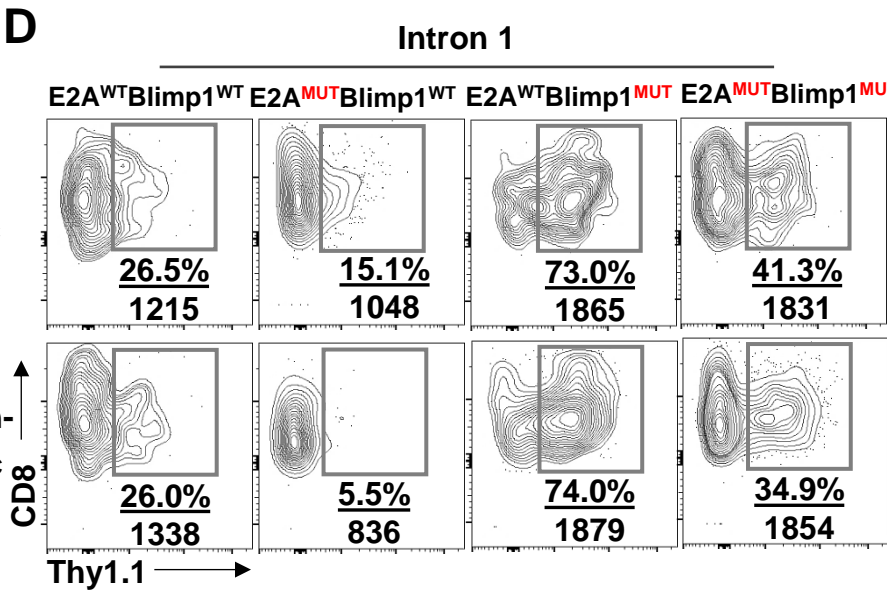 D
Intron 1
E2AWTBlimp1WT E2AMUTBlimp1WT E2AWTBlimp1MUT E2AMUTBlimp1MU
26.5% 15.1% 73.0% 41.3%
1215 1048 1865 1831
26.0% 5.5% 74.0% 34.9%
1338 836 1879 1854
CD8
Thy1.1